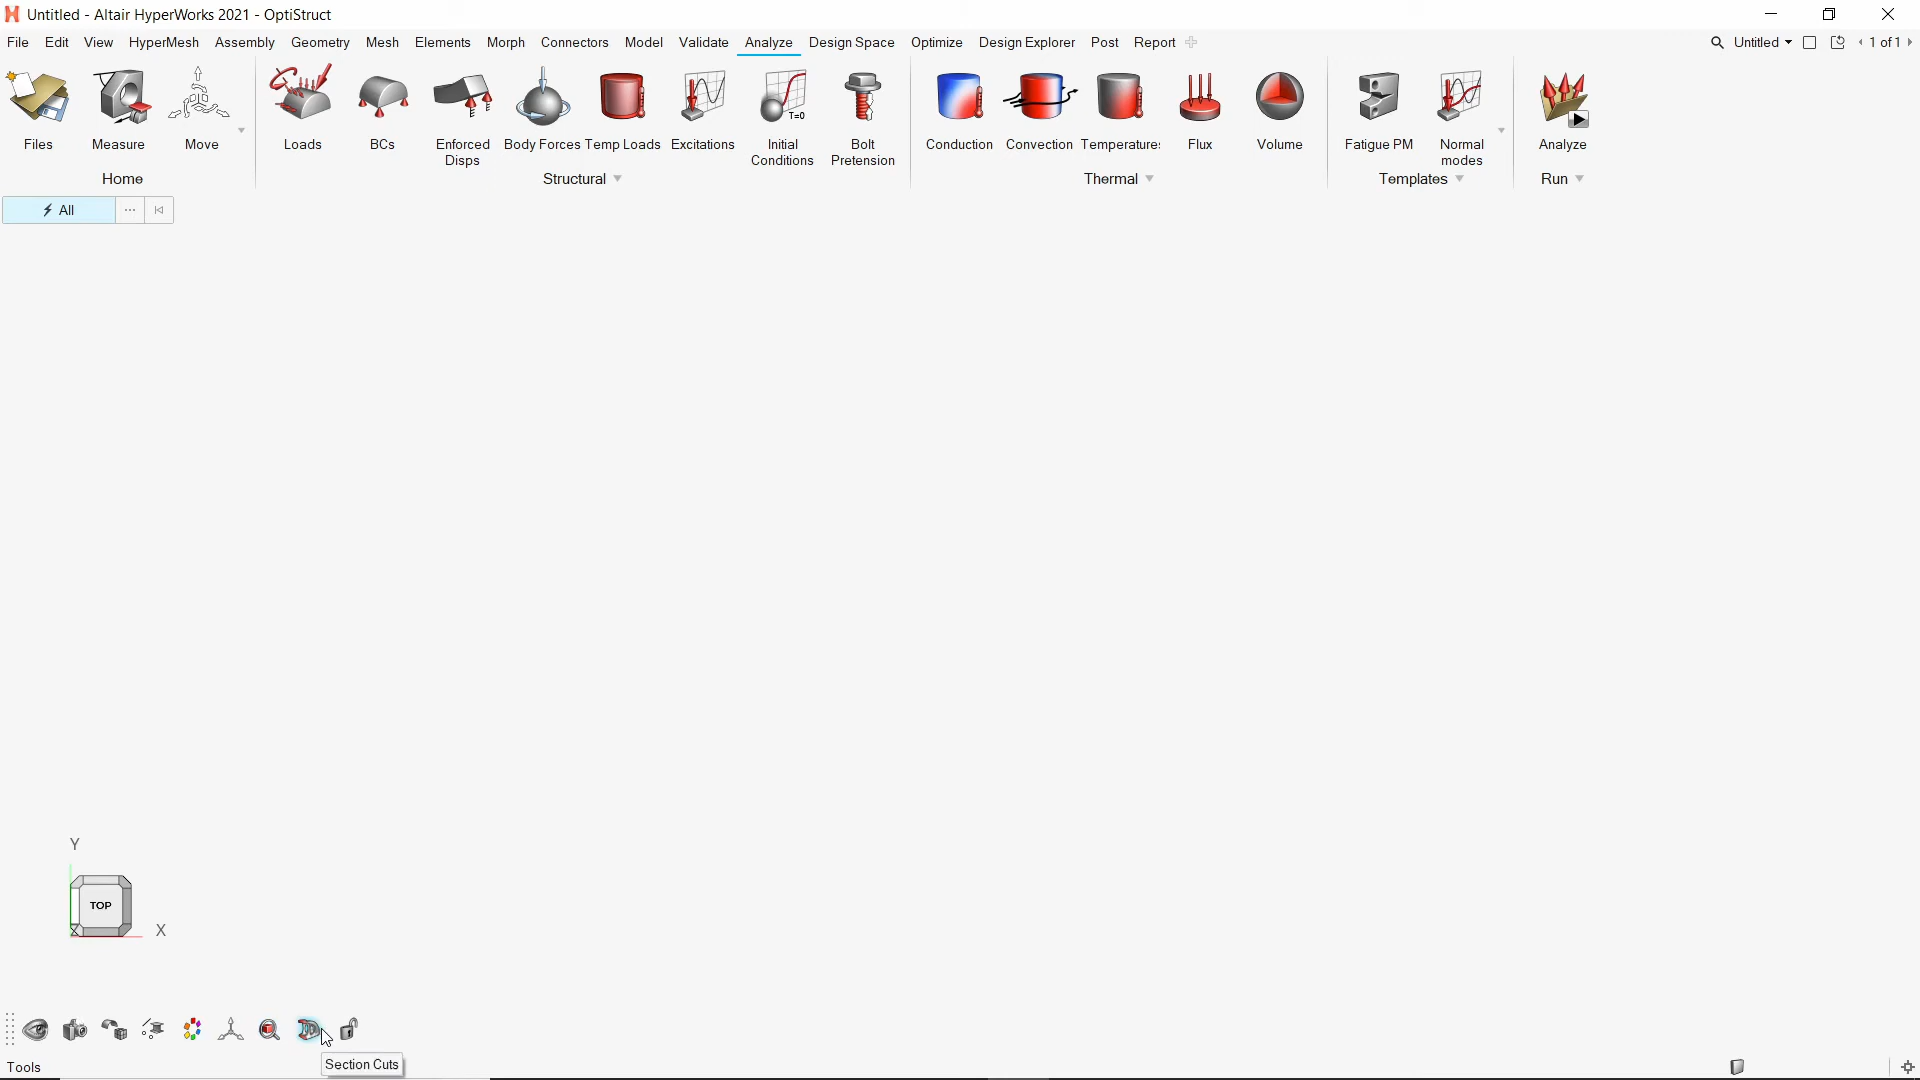 Untitled - Altair HyperWorks 2021 - OptiStruct
File Edit View HyperMesh Assembly Geometry Mesh Elements Morph Connectors Model Validate Analyze Design Space Optimize Design Explorer Post Report Untitled 1 of 1
Files Measure Move Loads BCs Enforced Disps Body Forces Temp Loads Excitations Initial Conditions Bolt Pretension Conduction Convection Temperature Flux Volume Fatigue PM Normal modes Analyze
T=0
Home Structural Thermal Templates Run
All
Y
TOP
Z
X
Section Cuts
Tools